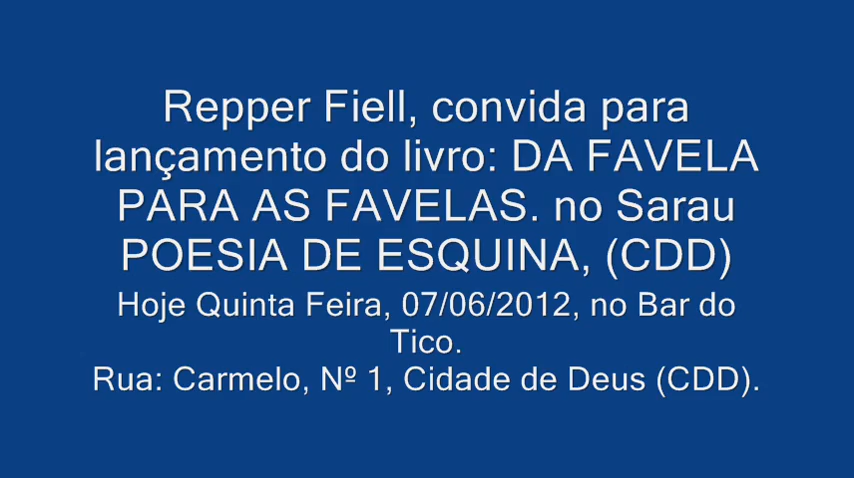 Repper Fiell, convida para
lançamento do livro: DA FAVELA
PARA AS FAVELAS. no Sarau
POESIA DE ESQUINA, (CDD)
Hoje Quinta Feira, 07/06/2012, no Bar do
Tico.
Rua: Carmelo, Nº 1, Cidade de Deus (CDD).